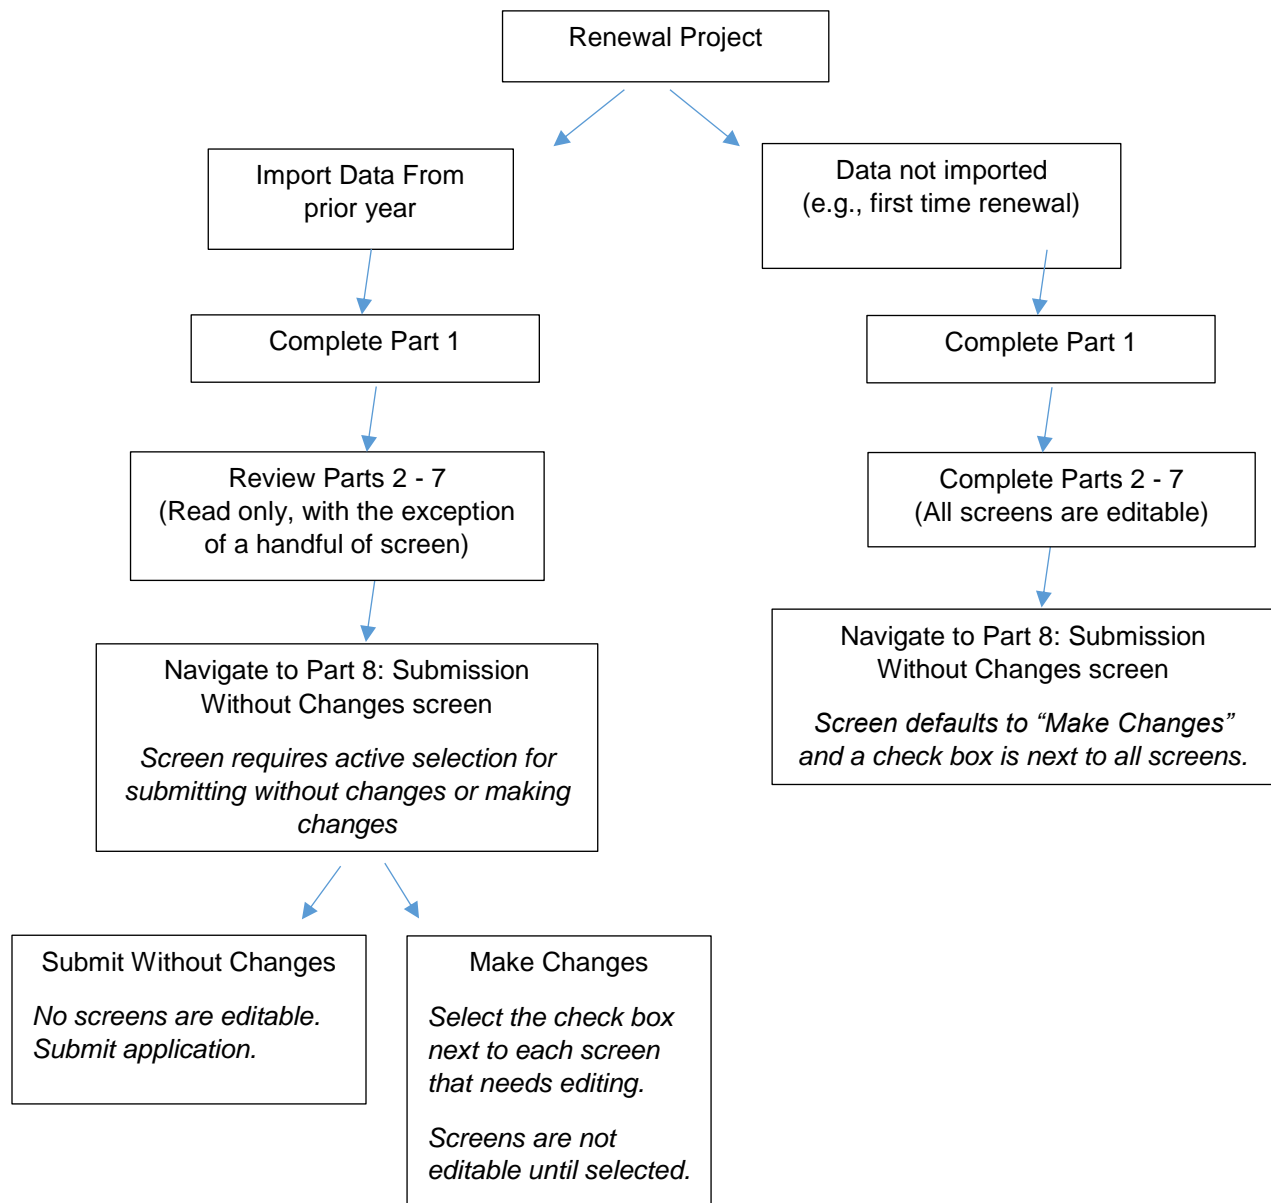 Renewal Project
Import Data From
prior year
Data not imported
(e.g., first time renewal)
Complete Part 1
Complete Part 1
Review Parts 2 - 7
(Read only, with the exception
of a handful of screen)
Complete Parts 2 - 7
(All screens are editable)
Navigate to Part 8: Submission
Without Changes screen
Screen requires active selection for
submitting without changes or making
changes
Navigate to Part 8: Submission
Without Changes screen
Screen defaults to “Make Changes”
and a check box is next to all screens.
Submit Without Changes
No screens are editable.
Submit application.
Make Changes
Select the check box
next to each screen
that needs editing.
Screens are not
editable until selected.